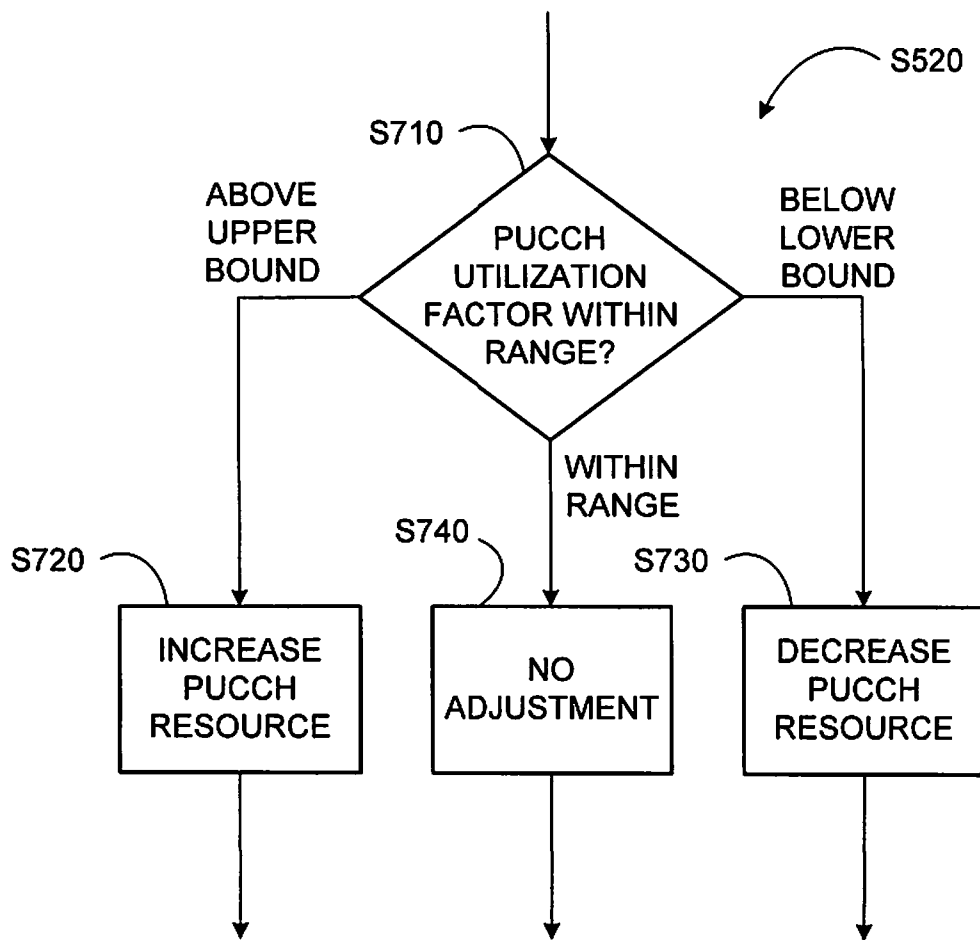 S520
S710
ABOVE
UPPER
BOUND
PUCCH
UTILIZATION
FACTOR WITHIN
RANGE?
BELOW
LOWER
BOUND
WITHIN
RANGE
S720
S740
S730
INCREASE
PUCCH
RESOURCE
NO
ADJUSTMENT
DECREASE
PUCCH
RESOURCE